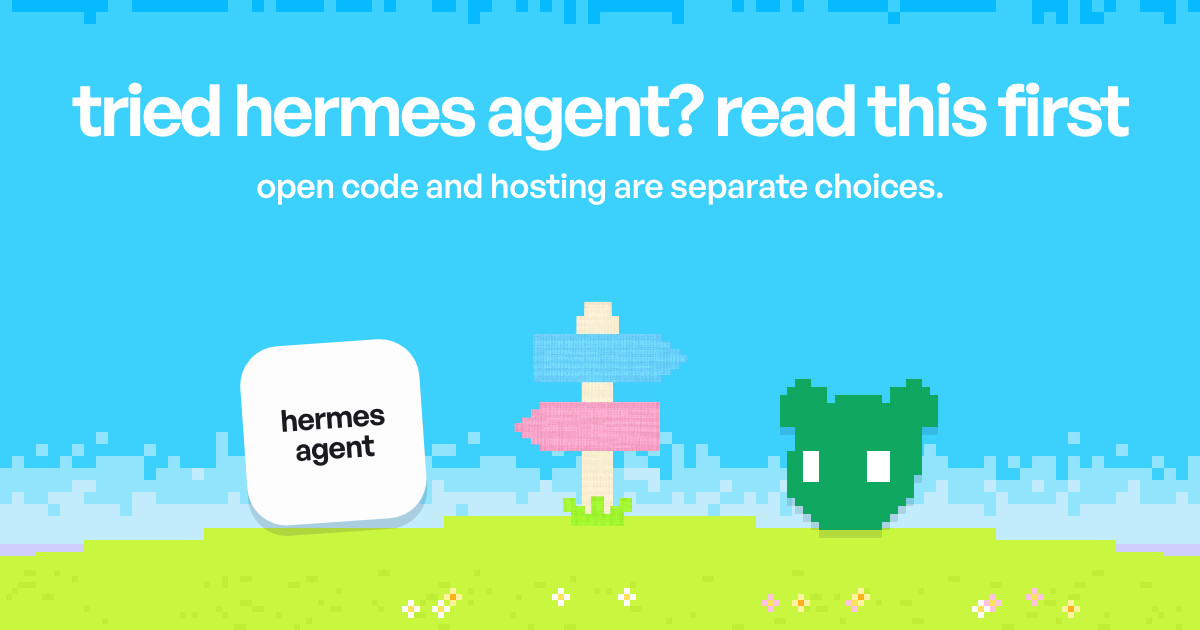 tried hermes agent? read this first
open code and hosting are separate choices.
hermes
agent